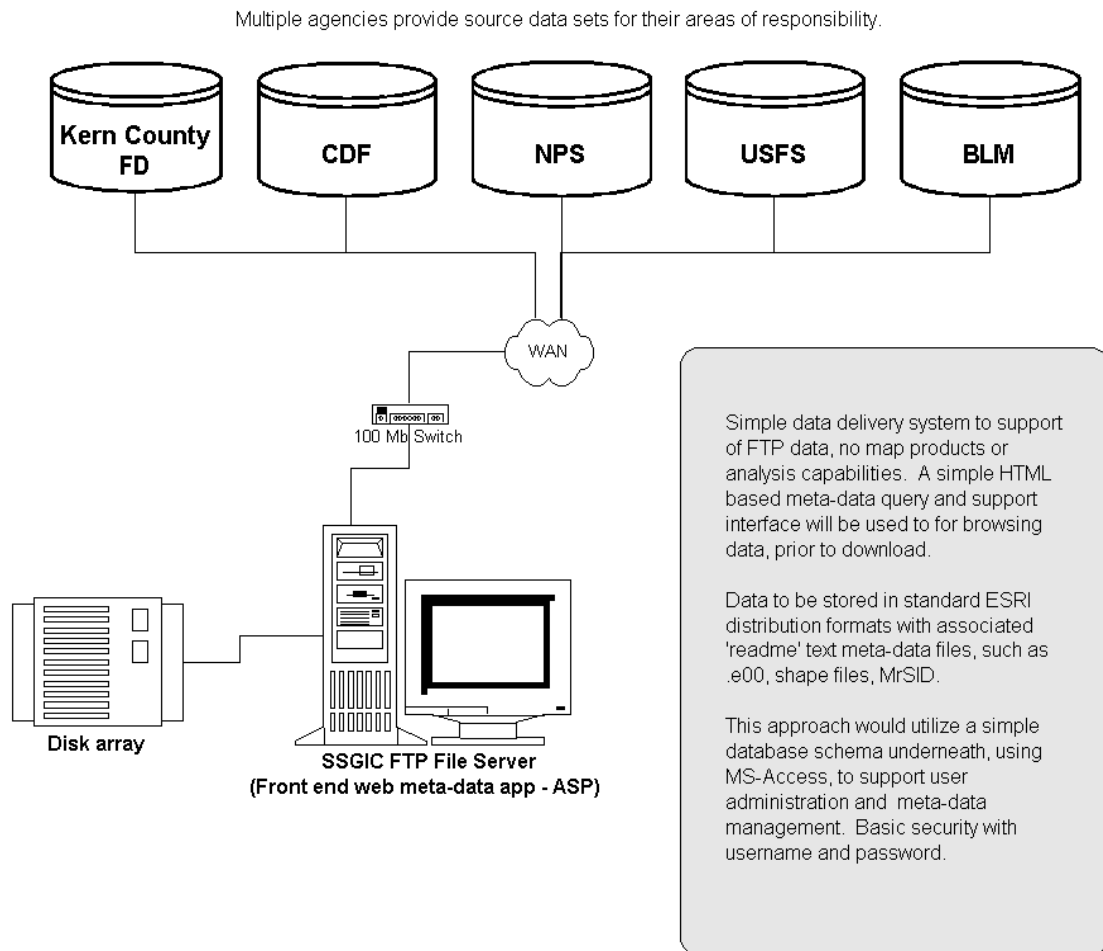 Multiple agencies provide source data sets for their areas of responsibility.
Kern County
FD
CDF
NPS
USFS
BLM
WAN
100 Mb Switch
Simple data delivery system to support
of FTP data, no map products or
analysis capabilities.  A simple HTML
based meta-data query and support
interface will be used to for browsing
data, prior to download.
Data to be stored in standard ESRI
distribution formats with associated
'readme' text meta-data files, such as
.e00, shape files, MrSID.
This approach would utilize a simple
database schema underneath, using
MS-Access, to support user
administration and  meta-data
management.  Basic security with
username and password.
Disk array
SSGIC FTP File Server
(Front end web meta-data app - ASP)